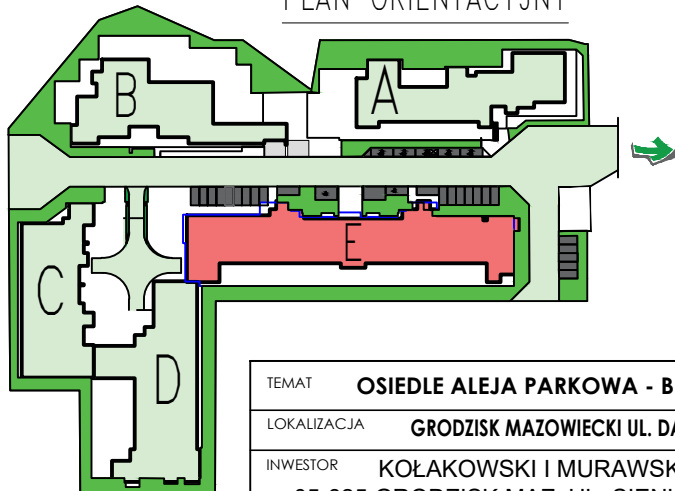 PLAN ORIENTACYJNY
B
A
E
C
D
TEMAT OSIEDLE ALEJA PARKOWA - B
LOKALIZACJA GRODZISK MAZOWIECKI UL. DA
INWESTOR KOŁAKOWSKI I MURAWSK